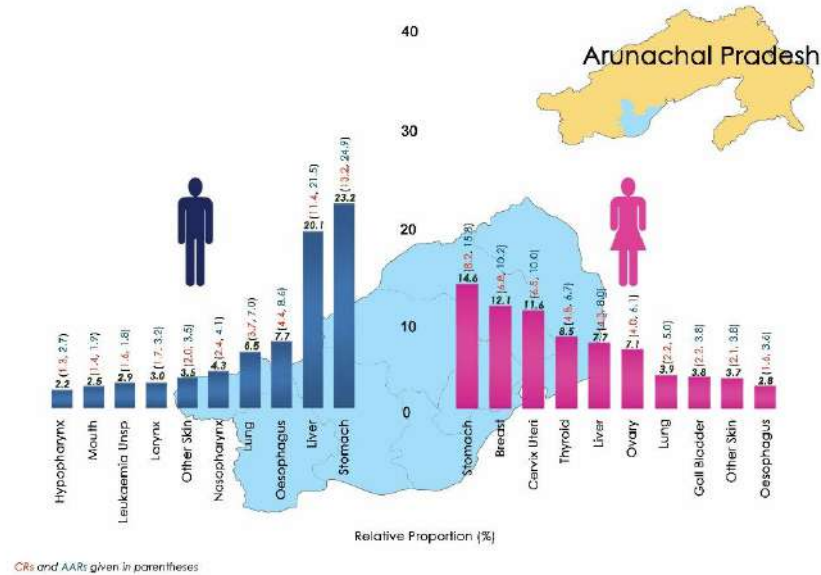 Arunachal Pradesh
40
30
20
10
0
2.2 (1.3, 2.7)
2.5 (1.4, 1.9)
2.9 (1.6, 1.8)
3.0 (1.7, 3.2)
3.5 (2.0, 3.5)
4.3 (2.4, 4.1)
6.5 (3.7, 7.0)
7.7 (4.4, 8.6)
20.1 (11.4, 21.5)
23.2 (13.2, 24.9)
14.6 (8.2, 15.8)
12.1 (6.8, 10.2)
11.6 (6.5, 10.0)
8.5 (4.8, 6.7)
7.7 (4.3, 8.0)
7.1 (4.0, 6.1)
3.9 (2.2, 5.0)
3.8 (2.2, 3.8)
3.7 (2.1, 3.8)
2.8 (1.6, 3.6)
Hypopharynx
Mouth
Leukaemia Unsp
Larynx
Other Skin
Nasopharynx
Lung
Oesophagus
Liver
Stomach
Stomach
Breast
Cervix Uteri
Thyroid
Liver
Ovary
Lung
Gall Bladder
Other Skin
Oesophagus
Relative Proportion (%)
CRs and AARs given in parentheses